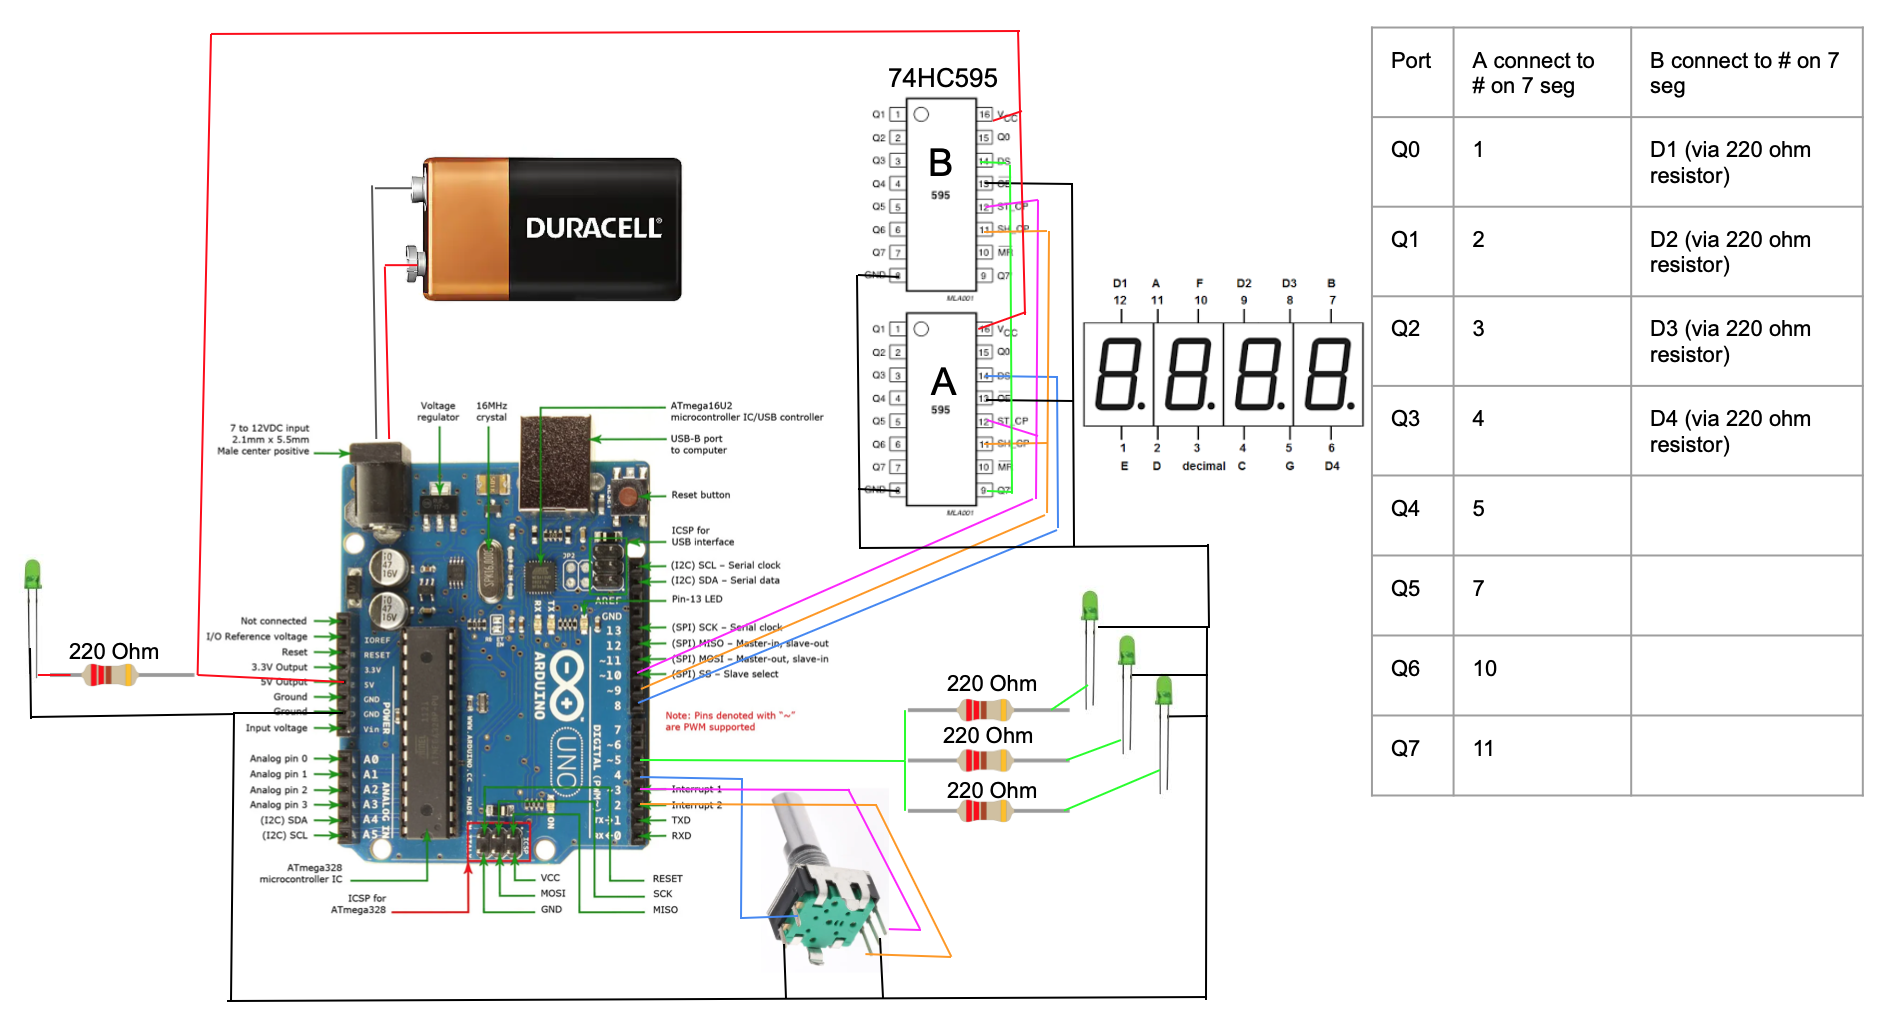 74HC595
Q1 1
Q2 2
Q3 3
Q4 4
Q5 5
Q6 6
Q7 7
GND 8
16 VCC
15 Q0
14 DS
13 OE
12 ST_CP
11 SH_CP
10 MR
9 Q7'
B
595
MLA001
Q1 1
Q2 2
Q3 3
Q4 4
Q5 5
Q6 6
Q7 7
GND 8
16 VCC
15 Q0
14 DS
13 OE
12 ST_CP
11 SH_CP
10 MR
9 Q7'
A
595
MLA001
DURACELL
D1 A F D2 D3 B
12 11 10 9 8 7
1 2 3 4 5 6
E D decimal C G D4
Port
A connect to
# on 7 seg
B connect to # on 7
seg
Q0
1
D1 (via 220 ohm
resistor)
Q1
2
D2 (via 220 ohm
resistor)
Q2
3
D3 (via 220 ohm
resistor)
Q3
4
D4 (via 220 ohm
resistor)
Q4
5
Q5
7
Q6
10
Q7
11
Voltage
regulator
16MHz
crystal
ATmega16U2
microcontroller IC/USB controller
7 to 12VDC input
2.1mm x 5.5mm
Male center positive
USB-B port
to computer
Reset button
ICSP for
USB interface
(I2C) SCL – Serial clock
(I2C) SDA – Serial data
Pin-13 LED
(SPI) SCK – Serial clock
(SPI) MISO – Master-in, slave-out
(SPI) MOSI – Master-out, slave-in
(SPI) SS – Slave select
Note: Pins denoted with "~"
are PWM supported
Interrupt 1
Interrupt 2
TXD
RXD
Not connected
I/O Reference voltage
Reset
3.3V Output
5V Output
Ground
Ground
Input voltage
Analog pin 0
Analog pin 1
Analog pin 2
Analog pin 3
(I2C) SDA
(I2C) SCL
ATmega328
microcontroller IC
ICSP for
ATmega328
VCC
MOSI
GND
RESET
SCK
MISO
220 Ohm
220 Ohm
220 Ohm
220 Ohm
47
16V
47
16V
JP2
RX
TX
ON
ICSP
IOREF
RESET
3.3V
5V
GND
GND
Vin
POWER
A0
A1
A2
A3
A4
A5
ANALOG IN
AREF
GND
13
12
~11
~10
~9
8
7
~6
~5
4
~3
2
TX→1
RX←0
DIGITAL (PWM~)
ARDUINO
UNO